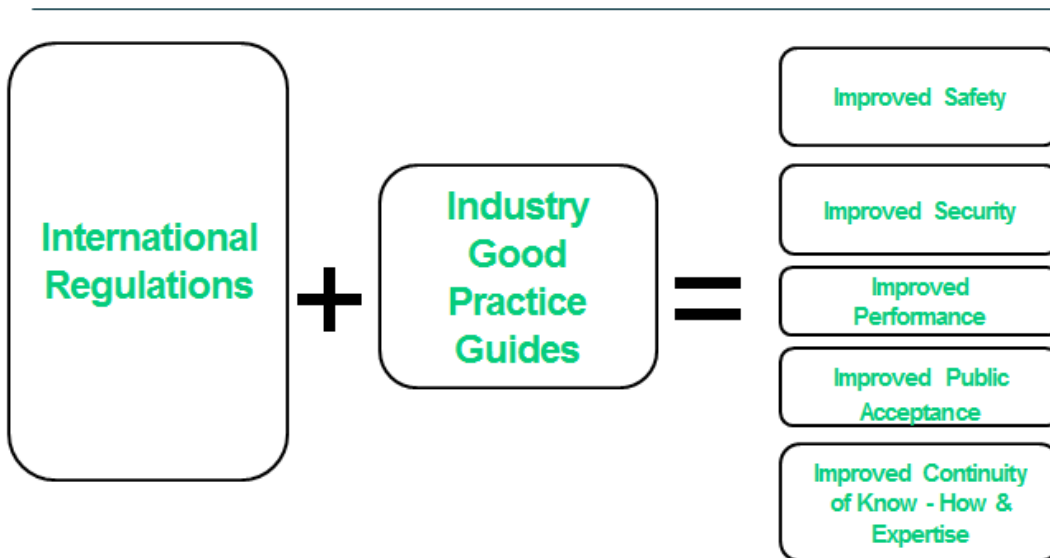 International
Regulations
+
Industry
Good
Practice
Guides
=
Improved Safety
Improved Security
Improved
Performance
Improved Public
Acceptance
Improved Continuity
of Know - How &
Expertise